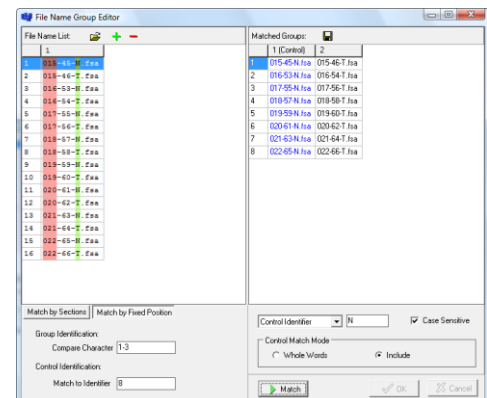 File Name Group Editor
File Name List:
Matched Groups:
1
1 015-45-N.fsa
2 015-46-T.fsa
3 016-53-N.fsa
4 016-54-T.fsa
5 017-55-N.fsa
6 017-56-T.fsa
7 018-57-N.fsa
8 018-58-T.fsa
9 019-59-N.fsa
10 019-60-T.fsa
11 020-61-N.fsa
12 020-62-T.fsa
13 021-63-N.fsa
14 021-64-T.fsa
15 022-65-N.fsa
16 022-66-T.fsa
1 (Control) 2
1 015-45-N.fsa 015-46-T.fsa
2 016-53-N.fsa 016-54-T.fsa
3 017-55-N.fsa 017-56-T.fsa
4 018-57-N.fsa 018-58-T.fsa
5 019-59-N.fsa 019-60-T.fsa
6 020-61-N.fsa 020-62-T.fsa
7 021-63-N.fsa 021-64-T.fsa
8 022-65-N.fsa 022-66-T.fsa
Match by Sections Match by Fixed Position
Group Identification:
Compare Character 1-3
Control Identification:
Match to Identifier 8
Control Identifier N Case Sensitive
Control Match Mode
Whole Words Include
Match OK Cancel